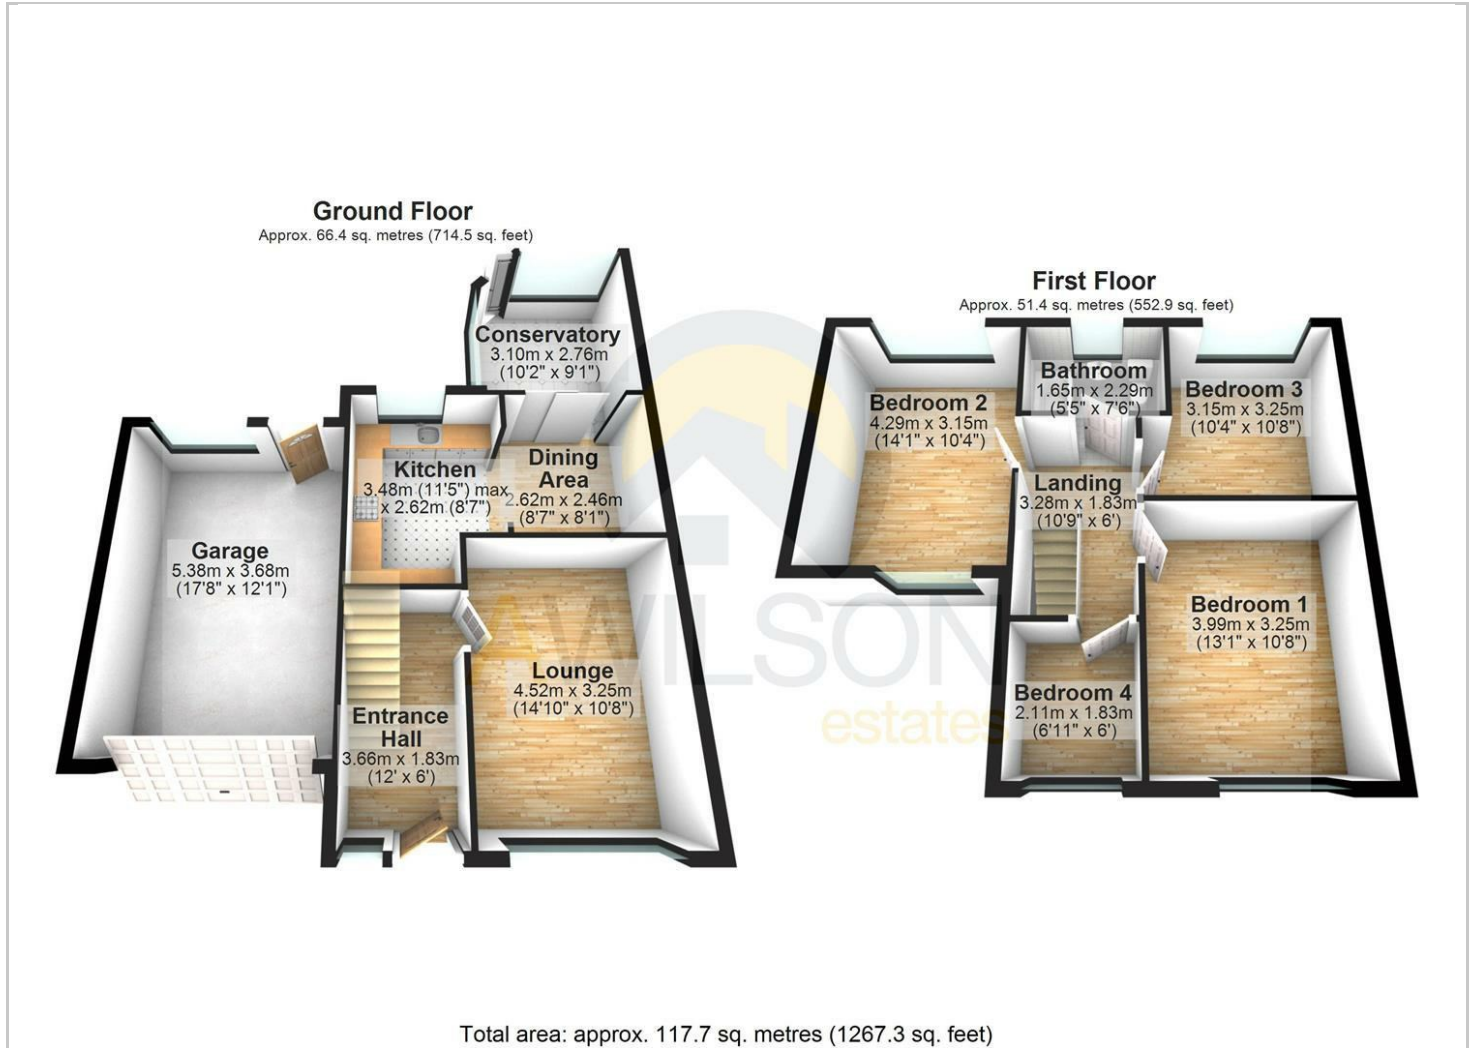 Ground Floor
Approx. 66.4 sq. metres (714.5 sq. feet)
Conservatory
3.10m x 2.76m
(10'2" x 9'1")
Kitchen
3.48m (11'5") max
x 2.62m (8'7")
Dining
Area
2.62m x 2.46m
(8'7" x 8'1")
Garage
5.38m x 3.68m
(17'8" x 12'1")
Lounge
4.52m x 3.25m
(14'10" x 10'8")
Entrance
Hall
3.66m x 1.83m
(12' x 6')
First Floor
Approx. 51.4 sq. metres (552.9 sq. feet)
Bathroom
1.65m x 2.29m
(5'5" x 7'6")
Bedroom 2
4.29m x 3.15m
(14'1" x 10'4")
Bedroom 3
3.15m x 3.25m
(10'4" x 10'8")
Landing
3.28m x 1.83m
(10'9" x 6')
Bedroom 1
3.99m x 3.25m
(13'1" x 10'8")
Bedroom 4
2.11m x 1.83m
(6'11" x 6')
AWILSON
estates
Total area: approx. 117.7 sq. metres (1267.3 sq. feet)